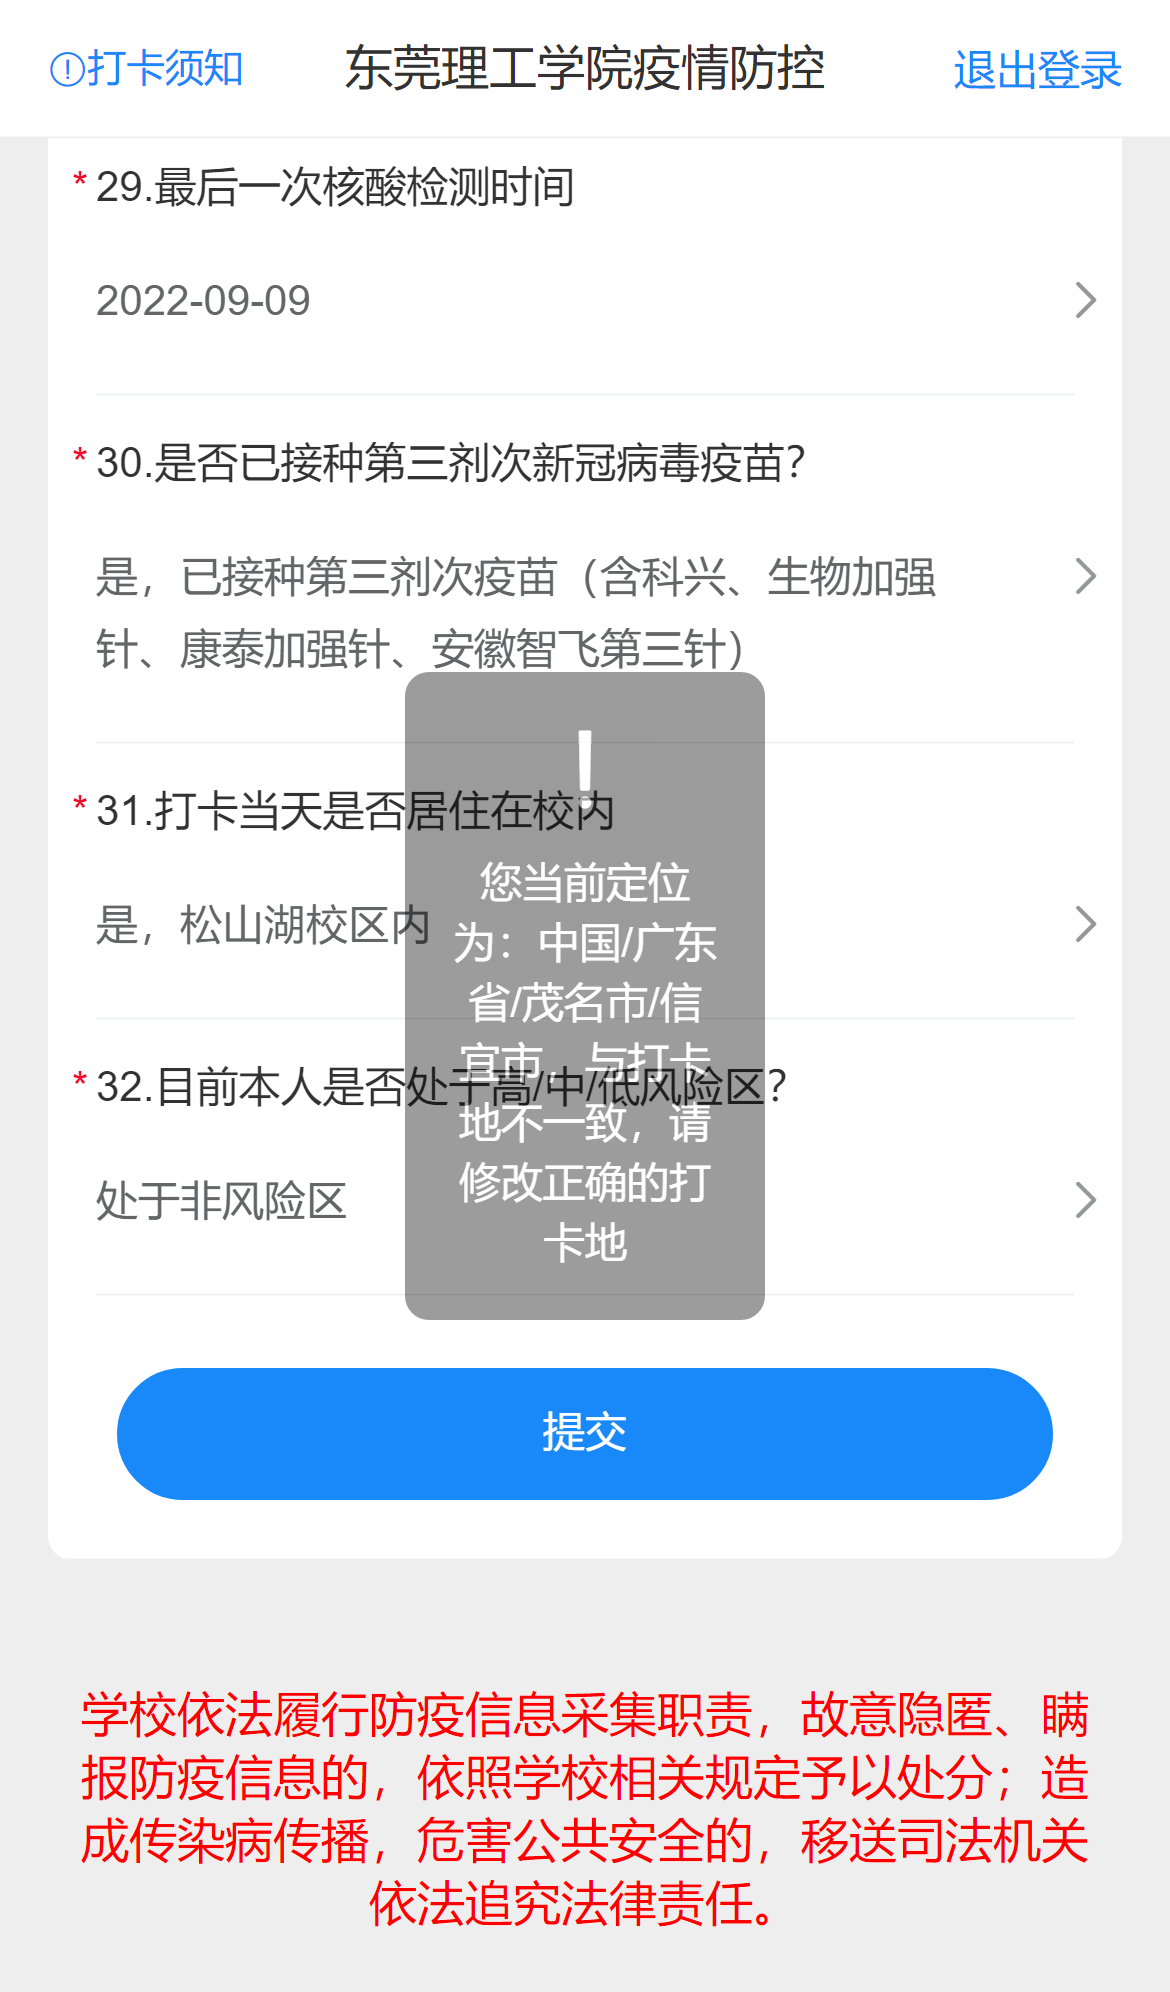 打卡须知 东莞理工学院疫情防控 退出登录
* 29.最后一次核酸检测时间
2022-09-09
* 30.是否已接种第三剂次新冠病毒疫苗?
是，已接种第三剂次疫苗（含科兴、生物加强
针、康泰加强针、安徽智飞第三针）
* 31.打卡当天是否居住在校内
是，松山湖校区内
* 32.目前本人是否处于高/中/低风险区?
处于非风险区
!
您当前定位
为：中国/广东
省/茂名市/信
宜市，与打卡
地不一致，请
修改正确的打
卡地
提交
学校依法履行防疫信息采集职责，故意隐匿、瞒
报防疫信息的，依照学校相关规定予以处分；造
成传染病传播，危害公共安全的，移送司法机关
依法追究法律责任。